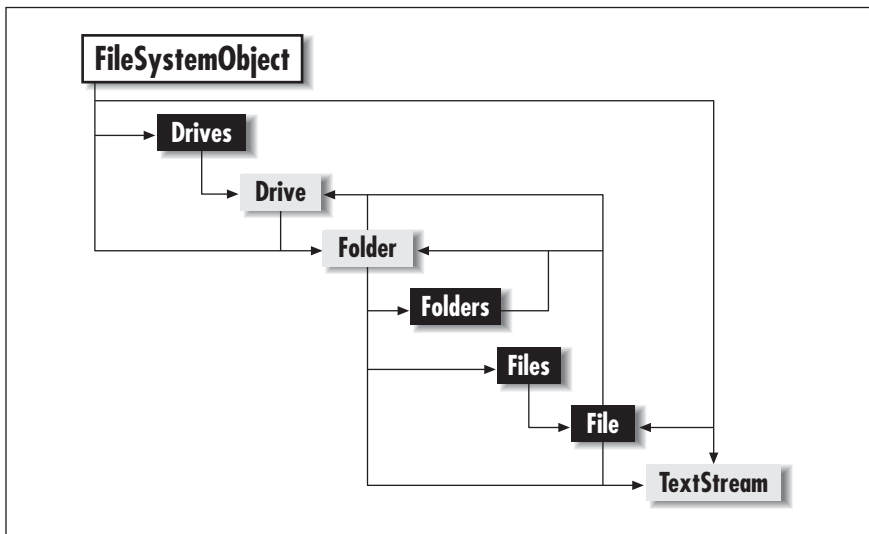 FileSystemObject
Drives
Drive
Folder
Folders
Files
File
TextStream